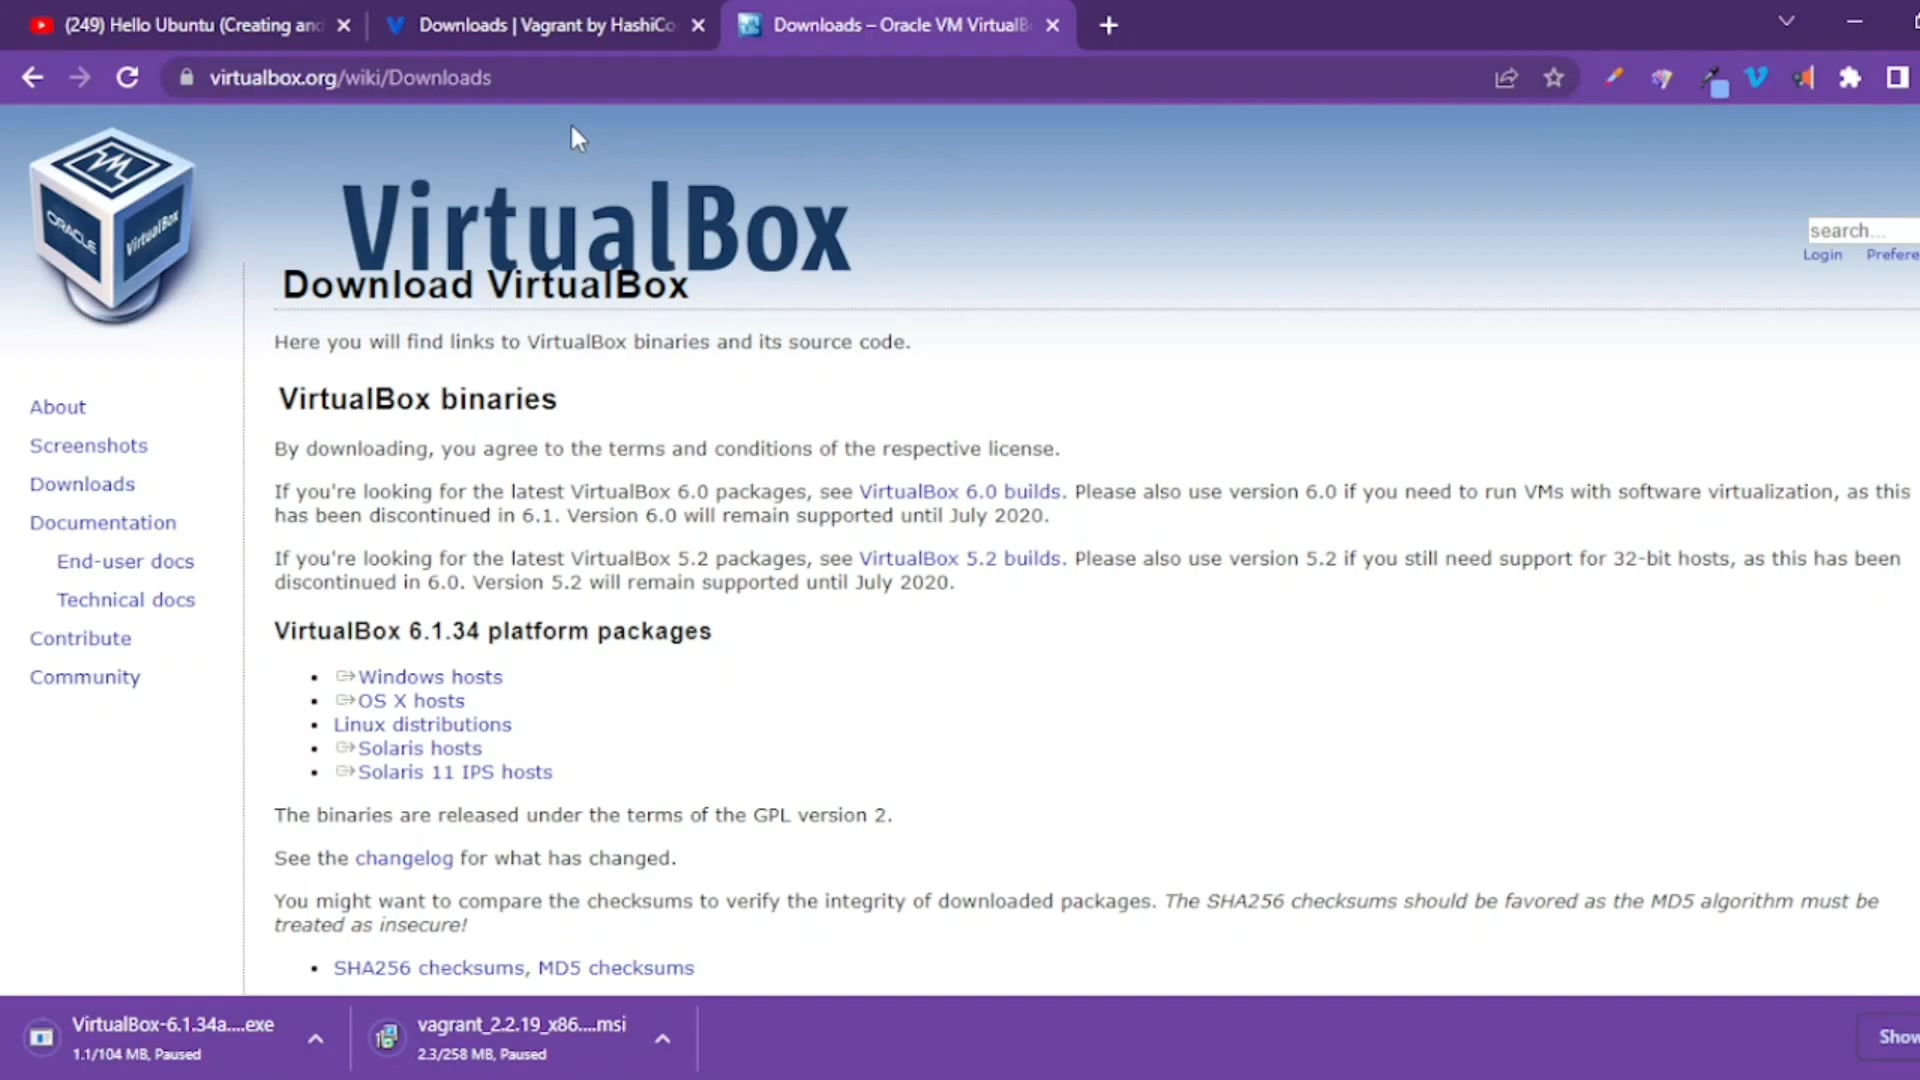 (249) Hello Ubuntu (Creating and
Downloads | Vagrant by HashiCo
Downloads – Oracle VM VirtualB
virtualbox.org/wiki/Downloads
ORACLE
VirtualBox
VirtualBox
search...
Login Prefere
Download VirtualBox
Here you will find links to VirtualBox binaries and its source code.
About
Screenshots
Downloads
Documentation
End-user docs
Technical docs
Contribute
Community
VirtualBox binaries
By downloading, you agree to the terms and conditions of the respective license.
If you're looking for the latest VirtualBox 6.0 packages, see VirtualBox 6.0 builds. Please also use version 6.0 if you need to run VMs with software virtualization, as this
has been discontinued in 6.1. Version 6.0 will remain supported until July 2020.
If you're looking for the latest VirtualBox 5.2 packages, see VirtualBox 5.2 builds. Please also use version 5.2 if you still need support for 32-bit hosts, as this has been
discontinued in 6.0. Version 5.2 will remain supported until July 2020.
VirtualBox 6.1.34 platform packages
Windows hosts
OS X hosts
Linux distributions
Solaris hosts
Solaris 11 IPS hosts
The binaries are released under the terms of the GPL version 2.
See the changelog for what has changed.
You might want to compare the checksums to verify the integrity of downloaded packages. The SHA256 checksums should be favored as the MD5 algorithm must be
treated as insecure!
SHA256 checksums, MD5 checksums
VirtualBox-6.1.34a....exe
1.1/104 MB, Paused
vagrant_2.2.19_x86....msi
2.3/258 MB, Paused
Show